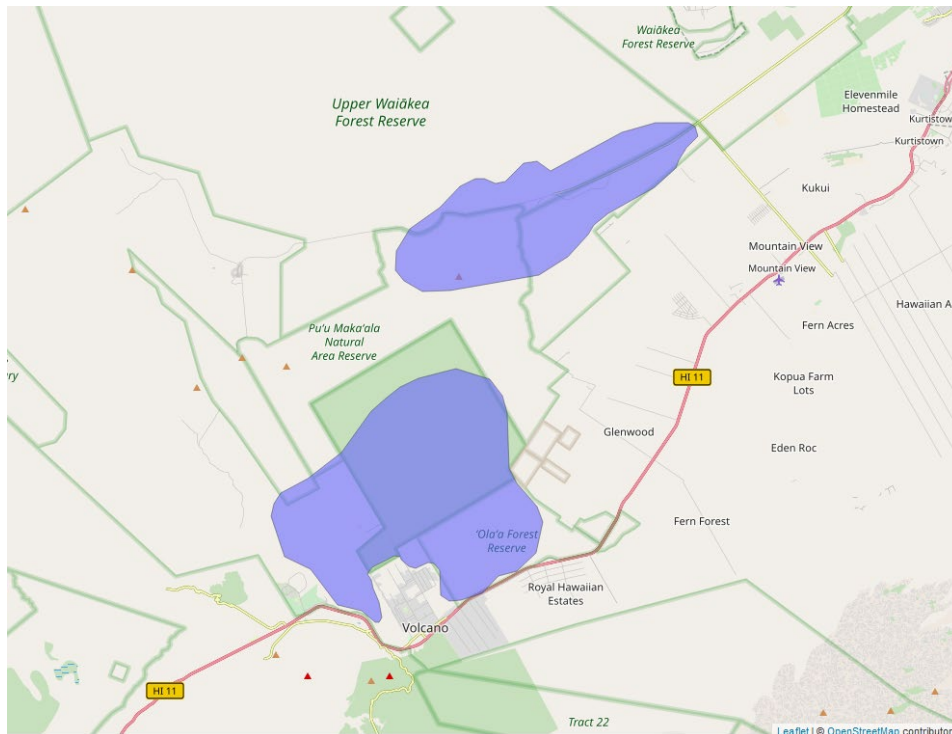 Waiākea
Forest Reserve
Upper Waiākea
Forest Reserve
Elevenmile
Homestead
Kurtistow
Kurtistown
Kukui
Mountain View
Mountain View
Hawaiian A
Fern Acres
Pu'u Maka'ala
Natural
Area Reserve
ery
HI 11
Kopua Farm
Lots
Glenwood
Eden Roc
Fern Forest
'Ola'a Forest
Reserve
Royal Hawaiian
Estates
Volcano
HI 11
Tract 22
Leaflet | © OpenStreetMap contributor